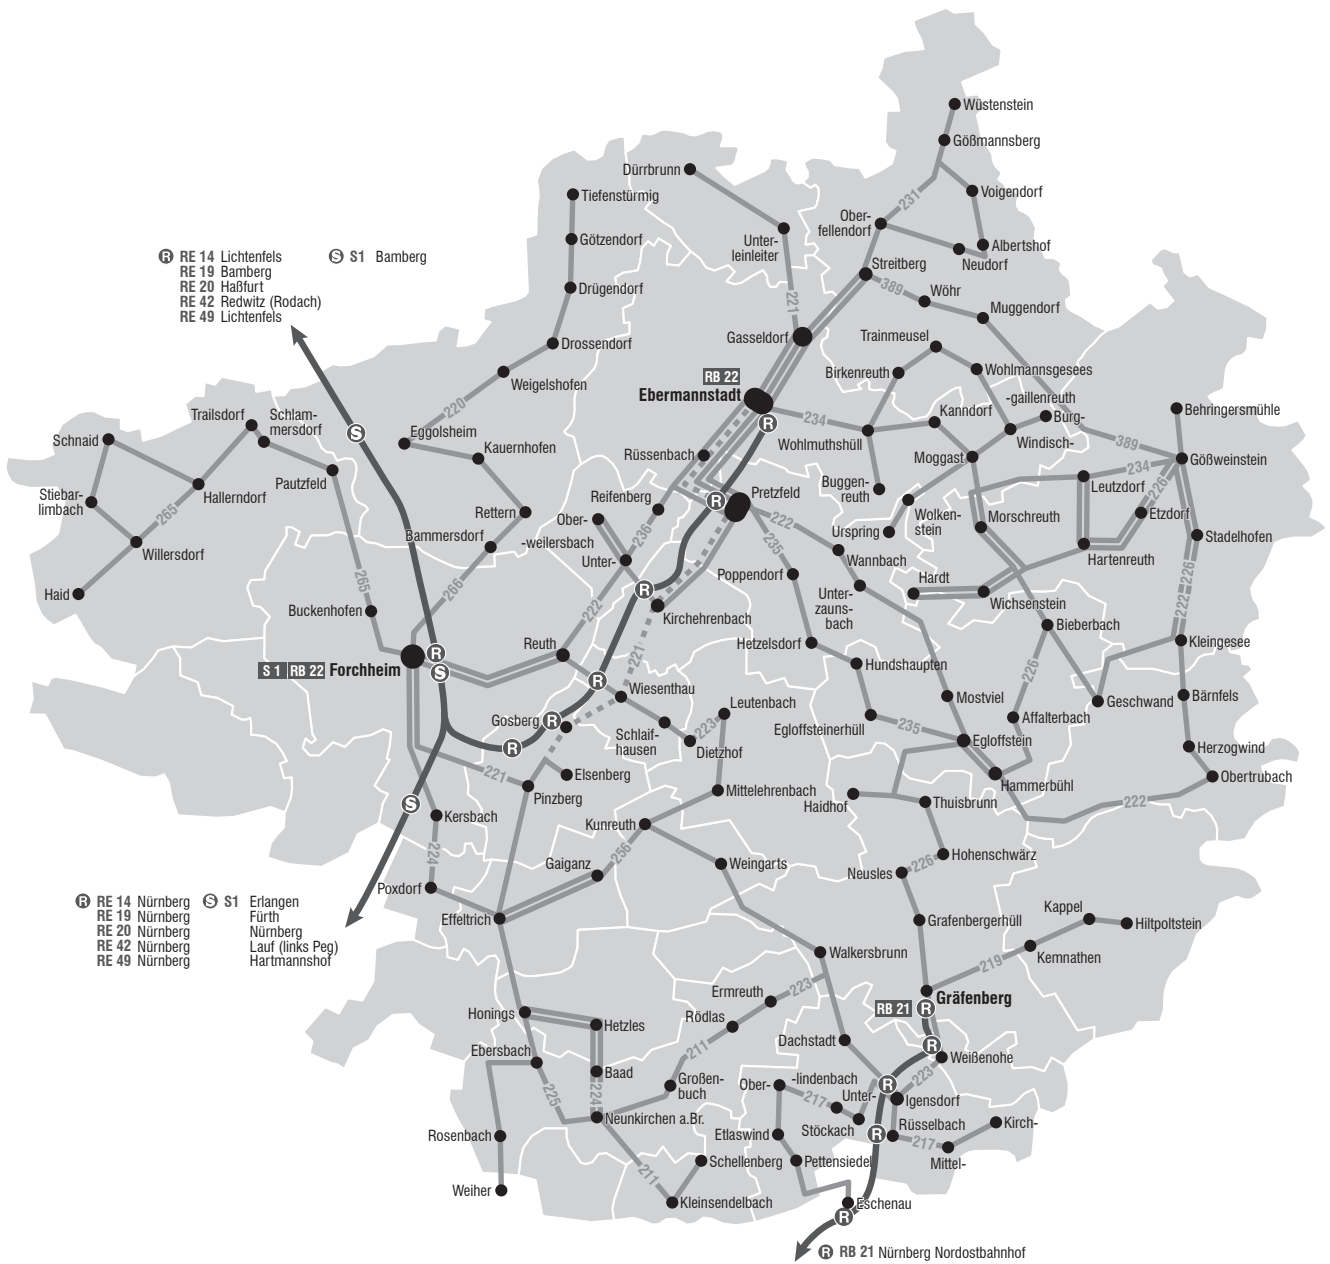 Wüstenstein
Gößmannsberg
Dürrbrunn
Tiefenstürmig
Voigendorf
Ober-
fellendorf
231
Götzendorf
Unter-
leinleiter
Albertshof
Neudorf
R RE 14 Lichtenfels
RE 19 Bamberg
RE 20 Haßfurt
RE 42 Redwitz (Rodach)
RE 49 Lichtenfels
S S1 Bamberg
Streitberg
389
Wöhr
Drügendorf
221
Muggendorf
Gasseldorf
Trainmeusel
Drossendorf
Birkenreuth
Wohlmannsgesees
RB 22
Ebermannstadt
Weigelshofen
-gaillenreuth
Burg-
Windisch-
Behringersmühle
220
Trailsdorf
Schlam-
mersdorf
S
Eggolsheim
R
234
Kanndorf
Wohlmuthshüll
389
Schnaid
Kauernhofen
Rüssenbach
Moggast
Gößweinstein
Pautzfeld
234
Leutzdorf
226
Hallerndorf
Stiebar-
limbach
Reifenberg
R
Pretzfeld
Buggen-
reuth
Wolken-
stein
Etzdorf
265
Rettern
Ober-
-weilersbach
Unter-
236
222
Urspring
Morschreuth
Stadelhofen
Willersdorf
Bammersdorf
235
Wannbach
Hartenreuth
Haid
265
266
R
Poppendorf
Unter-
zauns-
bach
Hardt
Wichsenstein
226
222
Buckenhofen
222
Kirchehrenbach
Bieberbach
Reuth
221
Hetzelsdorf
Kleingesee
S 1 RB 22 Forchheim
R
S
R
Hundshaupten
226
Wiesenthau
Mostviel
Geschwand
Bärnfels
Gosberg
R
R
Leutenbach
223
Schlaif-
hausen
Dietzhof
Egloffsteinerhüll
235
Affalterbach
Egloffstein
Herzogwind
221
Elsenberg
Pinzberg
Mittelehrenbach
Hammerbühl
Obertrubach
S
Haidhof
Thuisbrunn
222
Kersbach
Kunreuth
224
Gaiganz
256
Weingarts
Hohenschwärz
226
Neusles
Poxdorf
R RE 14 Nürnberg
RE 19 Nürnberg
RE 20 Nürnberg
RE 42 Nürnberg
RE 49 Nürnberg
S S1 Erlangen
Fürth
Nürnberg
Lauf (links Peg)
Hartmannshof
Effeltrich
Grafenbergerhüll
Kappel
Hiltpoltstein
Walkersbrunn
219
Kemnathen
Ermreuth
223
Gräfenberg
RB 21
R
Honings
Hetzles
Rödlas
Dachstadt
R
Ebersbach
211
Weißenohe
Baad
Großen-
buch
Ober-
-lindenbach
R
223
225
224
217
Unter-
Igensdorf
Neunkirchen a.Br.
Stöckach
Rüsselbach
Kirch-
Rosenbach
Etlaswind
R
217
Mittel-
211
Schellenberg
Pettensiedel
Weiher
Kleinsendelbach
Eschenau
R
R RB 21 Nürnberg Nordostbahnhof